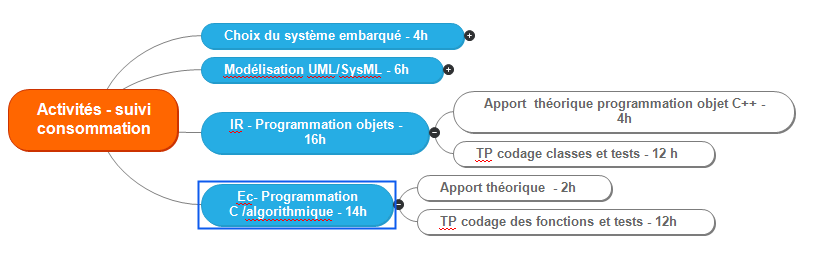 Activités - suivi
consommation
Choix du système embarqué - 4h
Modélisation UML/SysML - 6h
IR - Programmation objets -
16h
Apport  théorique programmation objet C++ -
4h
TP codage classes et tests - 12 h
Ec- Programmation
C /algorithmique - 14h
Apport théorique  - 2h
TP codage des fonctions et tests - 12h